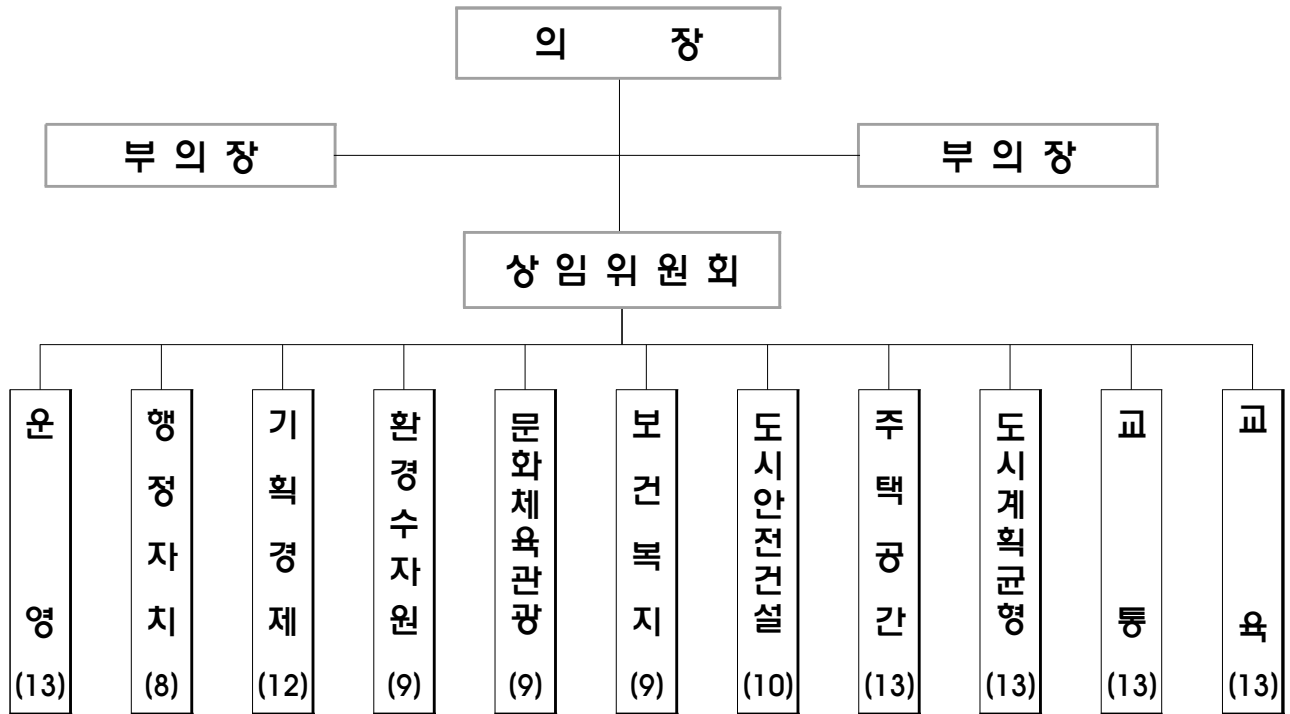 의 장
부 의 장
부 의 장
상 임 위 원 회
운 영 (13)
행 정 자 치 (8)
기 획 경 제 (12)
환 경 수 자 원 (9)
문화체육관광 (9)
보 건 복 지 (9)
도시안전건설 (10)
주 택 공 간 (13)
도시계획균형 (13)
교 통 (13)
교 육 (13)